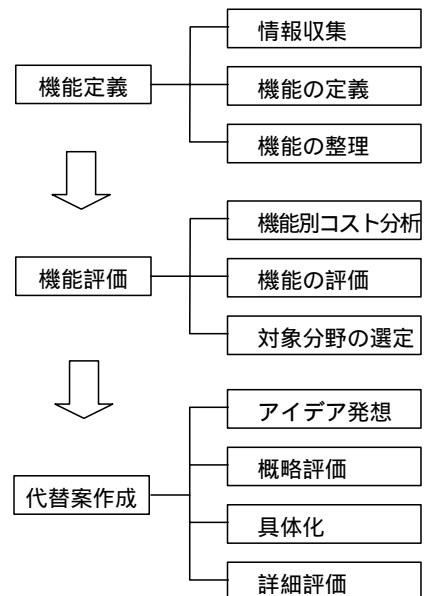 情報収集
機能定義
機能の定義
機能の整理
機能別コスト分析
機能評価
機能の評価
対象分野の選定
アイデア発想
概略評価
代替案作成
具体化
詳細評価